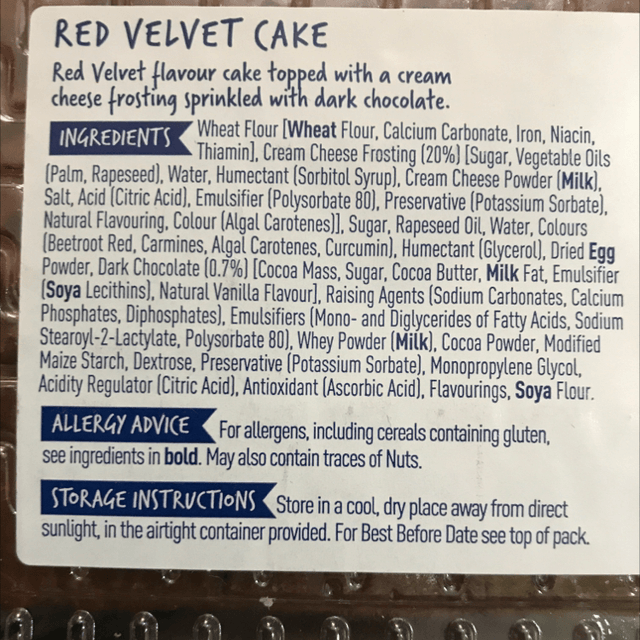 RED VELVET CAKE
Red Velvet flavour cake topped with a cream
cheese frosting sprinkled with dark chocolate.
INGREDIENTS Wheat Flour [Wheat Flour, Calcium Carbonate, Iron, Niacin,
Thiamin], Cream Cheese Frosting (20%) [Sugar, Vegetable Oils
(Palm, Rapeseed), Water, Humectant (Sorbitol Syrup), Cream Cheese Powder (Milk),
Salt, Acid (Citric Acid), Emulsifier (Polysorbate 80), Preservative (Potassium Sorbate),
Natural Flavouring, Colour (Algal Carotenes)], Sugar, Rapeseed Oil, Water, Colours
(Beetroot Red, Carmines, Algal Carotenes, Curcumin), Humectant (Glycerol), Dried Egg
Powder, Dark Chocolate (0.7%) [Cocoa Mass, Sugar, Cocoa Butter, Milk Fat, Emulsifier
(Soya Lecithins), Natural Vanilla Flavour], Raising Agents (Sodium Carbonates, Calcium
Phosphates, Diphosphates), Emulsifiers (Mono- and Diglycerides of Fatty Acids, Sodium
Stearoyl-2-Lactylate, Polysorbate 80), Whey Powder (Milk), Cocoa Powder, Modified
Maize Starch, Dextrose, Preservative (Potassium Sorbate), Monopropylene Glycol,
Acidity Regulator (Citric Acid), Antioxidant (Ascorbic Acid), Flavourings, Soya Flour.
ALLERGY ADVICE For allergens, including cereals containing gluten,
see ingredients in bold. May also contain traces of Nuts.
STORAGE INSTRUCTIONS Store in a cool, dry place away from direct
sunlight, in the airtight container provided. For Best Before Date see top of pack.